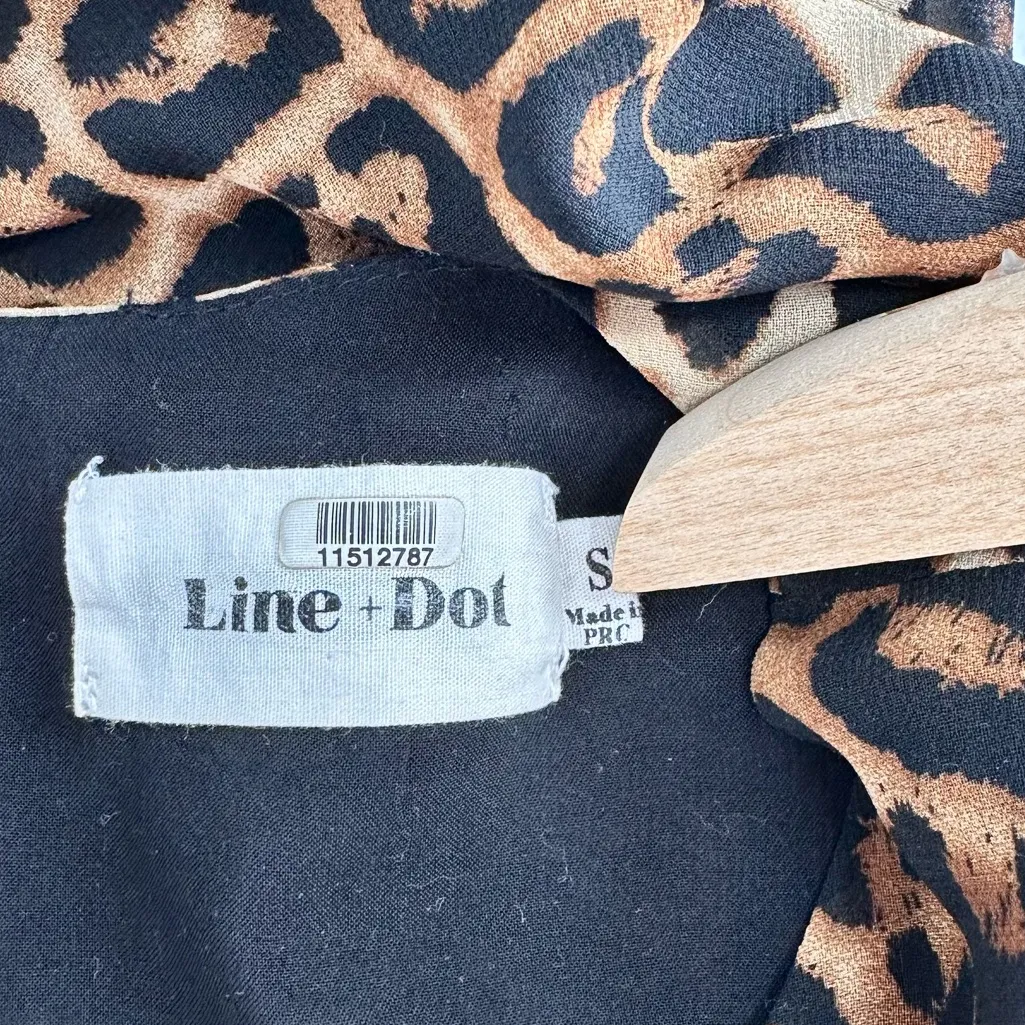 11512787
Line + Dot
S
Made in
PRC